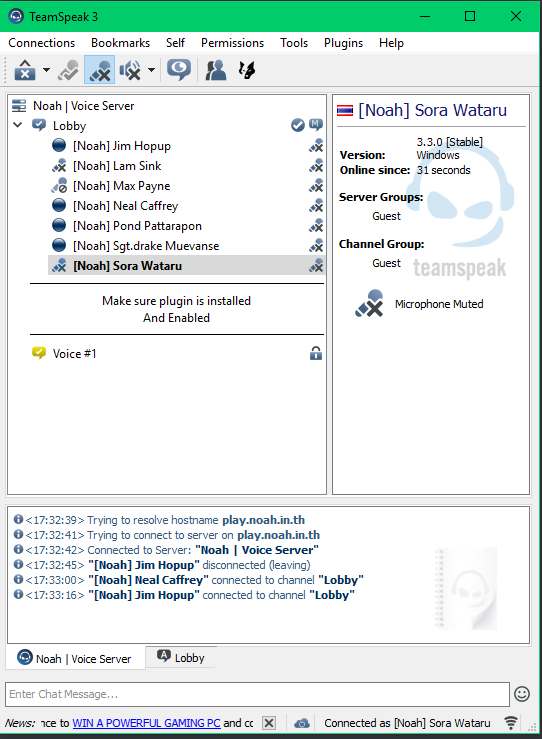 TeamSpeak 3
Connections Bookmarks Self Permissions Tools Plugins Help
Noah | Voice Server
Lobby
M
[Noah] Jim Hopup
[Noah] Lam Sink
[Noah] Max Payne
[Noah] Neal Caffrey
[Noah] Pond Pattarapon
[Noah] Sgt.drake Muevanse
[Noah] Sora Wataru
Make sure plugin is installed
And Enabled
Voice #1
[Noah] Sora Wataru
3.3.0 [Stable]
Version: Windows
Online since: 31 seconds
Server Groups:
Guest
Channel Group:
Guest
teamspeak
Microphone Muted
<17:32:39> Trying to resolve hostname play.noah.in.th
<17:32:41> Trying to connect to server on play.noah.in.th
<17:32:42> Connected to Server: "Noah | Voice Server"
<17:32:45> "[Noah] Jim Hopup" disconnected (leaving)
<17:33:00> "[Noah] Neal Caffrey" connected to channel "Lobby"
<17:33:16> "[Noah] Jim Hopup" connected to channel "Lobby"
Noah | Voice Server
A Lobby
Enter Chat Message...
News: nce to WIN A POWERFUL GAMING PC and co
Connected as [Noah] Sora Wataru